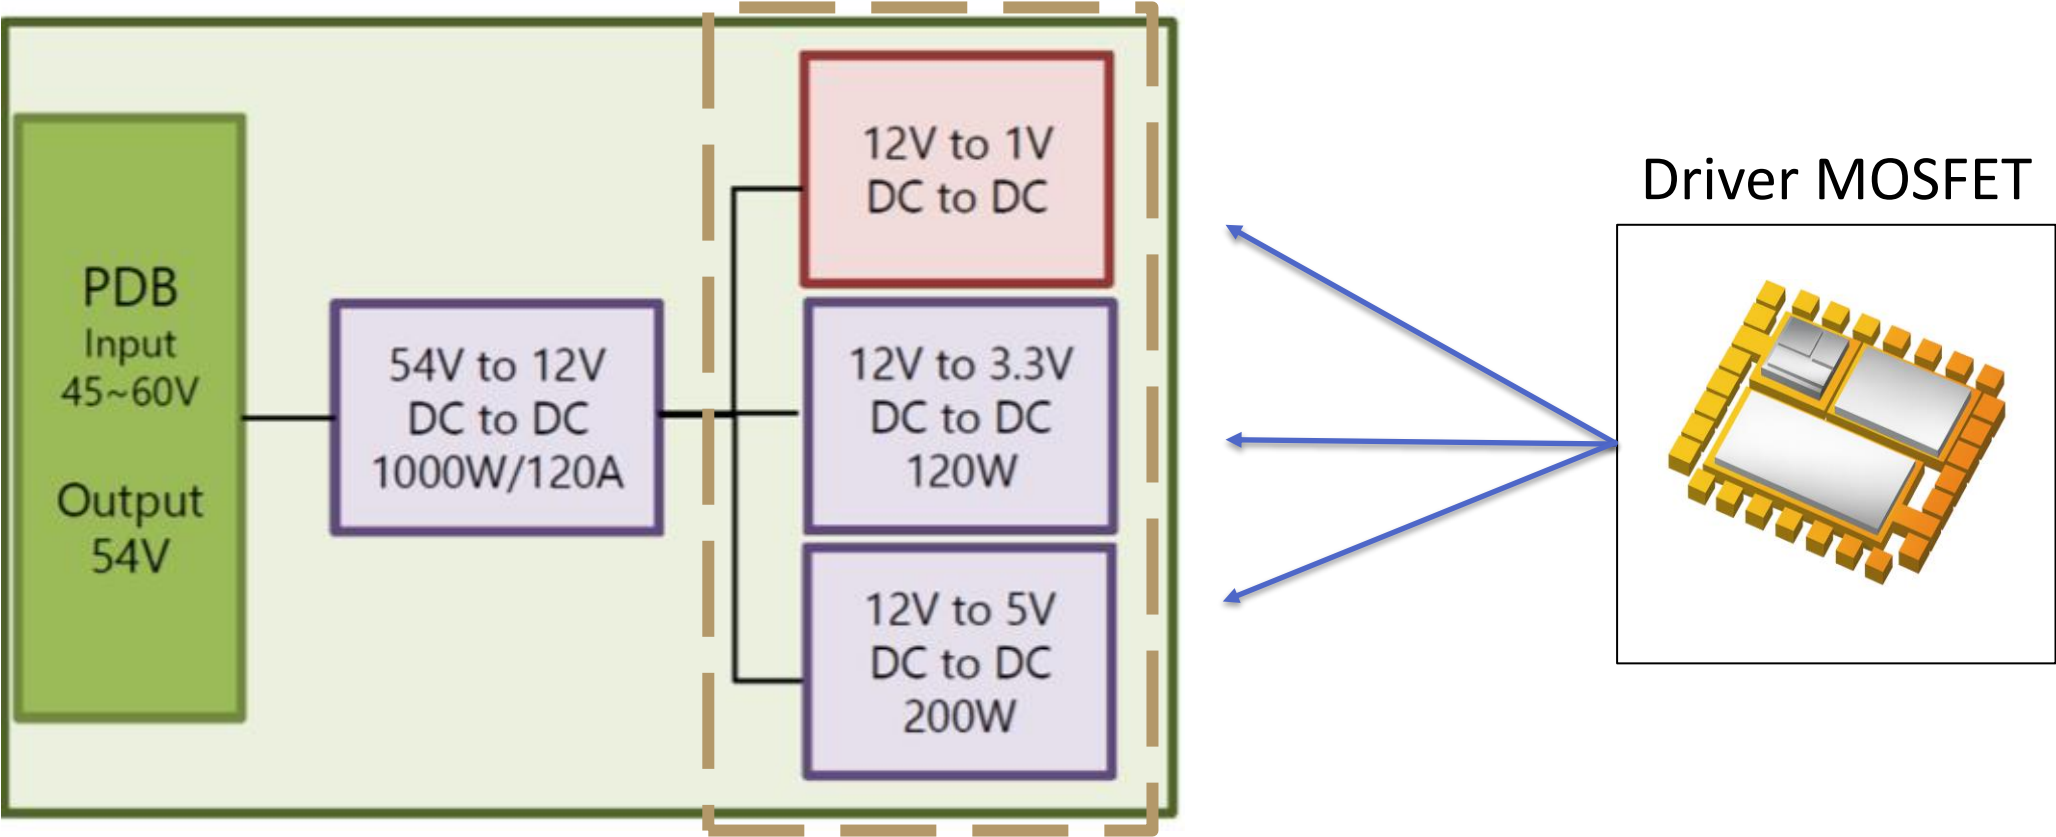 PDB
Input
45~60V
Output
54V
54V to 12V
DC to DC
1000W/120A
12V to 1V
DC to DC
12V to 3.3V
DC to DC
120W
12V to 5V
DC to DC
200W
Driver MOSFET